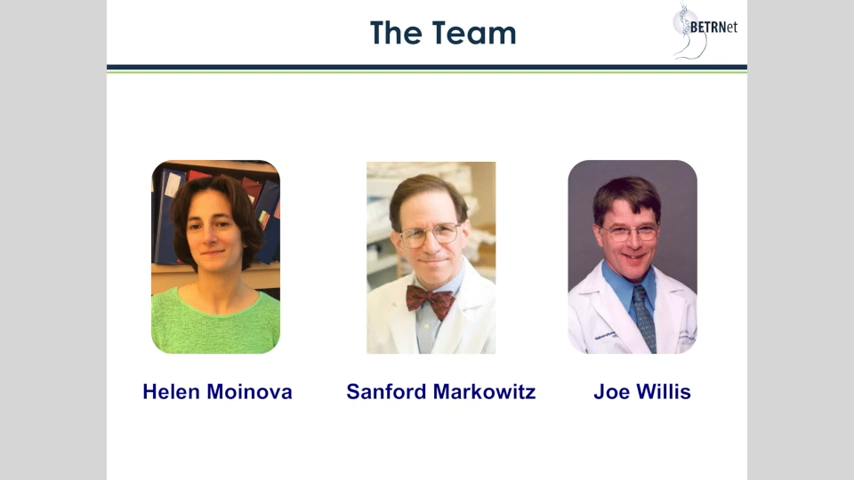 The Team
BETRNet
Helen Moinova
Sanford Markowitz
Joe Willis